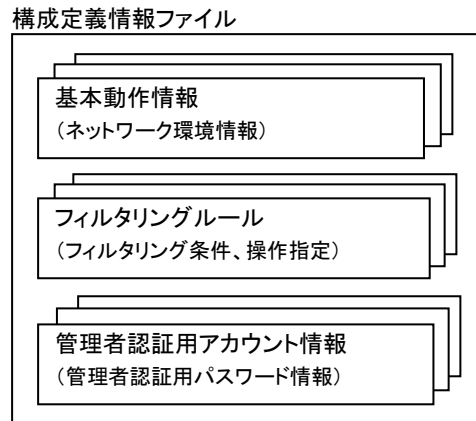 構成定義情報ファイル
基本動作情報
（ネットワーク環境情報）
フィルタリングルール
（フィルタリング条件、操作指定）
管理者認証用アカウント情報
（管理者認証用パスワード情報）